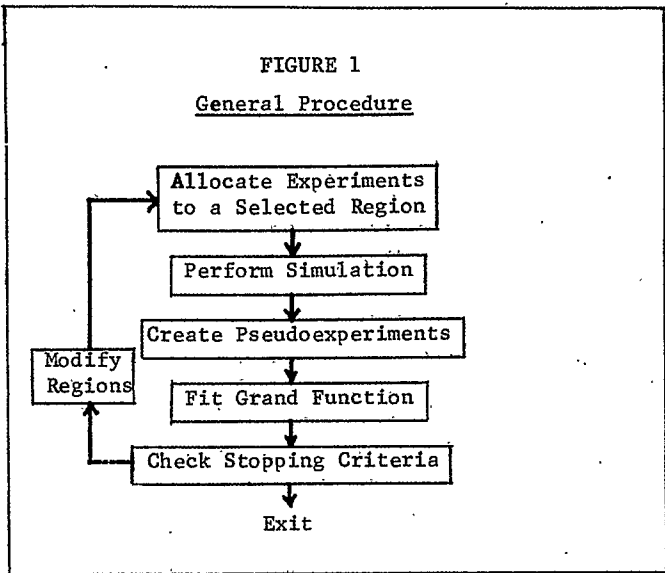 FIGURE 1
General Procedure
Allocate Experiments
to a Selected Region
Perform Simulation
Create Pseudoexperiments
Modify
Regions
Fit Grand Function
Check Stopping Criteria
Exit